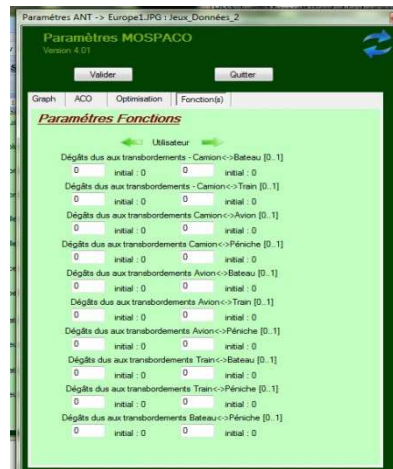 Paramètres ANT -> Europe1.JPG : Jeux_Données_2
Paramètres MOSPACO
Version 4.01
Valider Quitter
Graph ACO Optimisation Fonction(s)
Paramétres Fonctions
Utilisateur
Dégâts dus aux transbordements - Camion<->Bateau [0..1]
0 initial : 0 0 initial : 0
Dégâts dus aux transbordements - Camion<->Train [0..1]
0 initial : 0 0 initial : 0
Dégâts dus aux transbordements Camion<->Avion [0..1]
0 initial : 0 0 initial : 0
Dégâts dus aux transbordements Camion<->Péniche [0..1]
0 initial : 0 0 initial : 0
Dégâts dus aux transbordements Avion<->Bateau [0..1]
0 initial : 0 0 initial : 0
Dégâts dus aux transbordements Avion<->Train [0..1]
0 initial : 0 0 initial : 0
Dégâts dus aux transbordements Avion<->Péniche [0..1]
0 initial : 0 0 initial : 0
Dégâts dus aux transbordements Train<->Bateau [0..1]
0 initial : 0 0 initial : 0
Dégâts dus aux transbordements Train<->Péniche [0..1]
0 initial : 0 0 initial : 0
Dégâts dus aux transbordements Bateau<->Péniche [0..1]
0 initial : 0 0 initial : 0